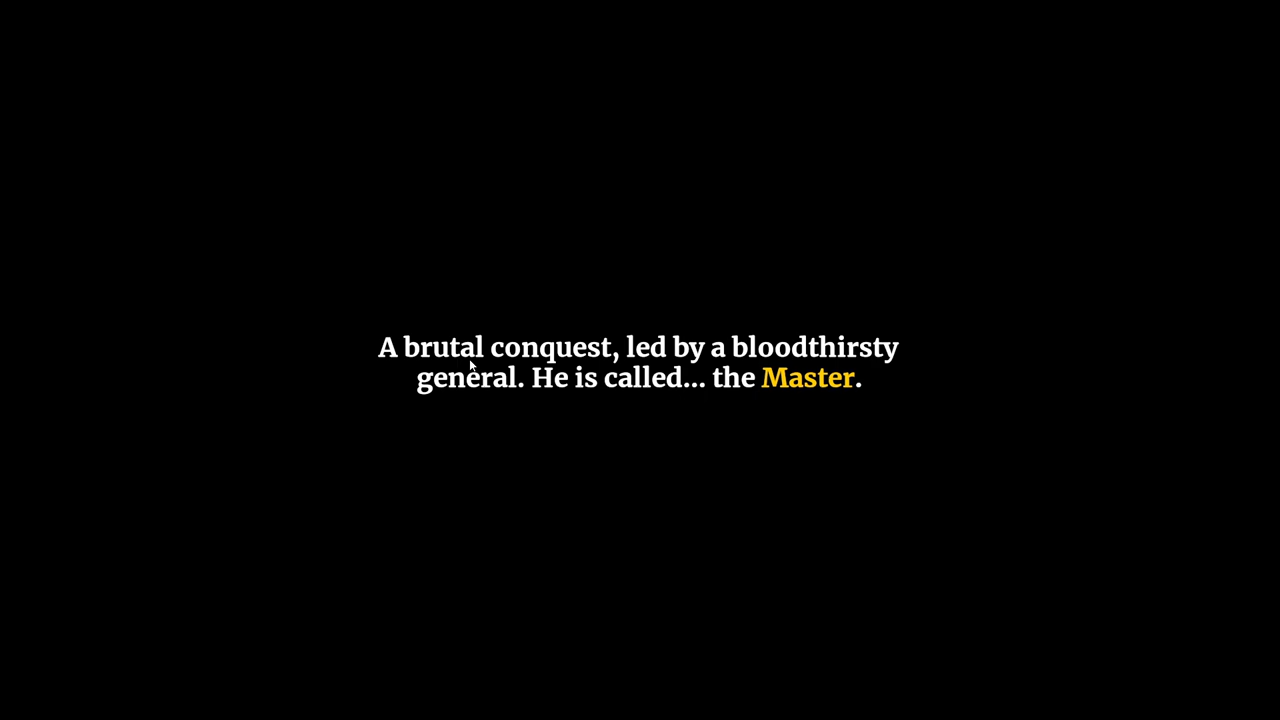 A brutal conquest, led by a bloodthirsty
general. He is called... the Master.